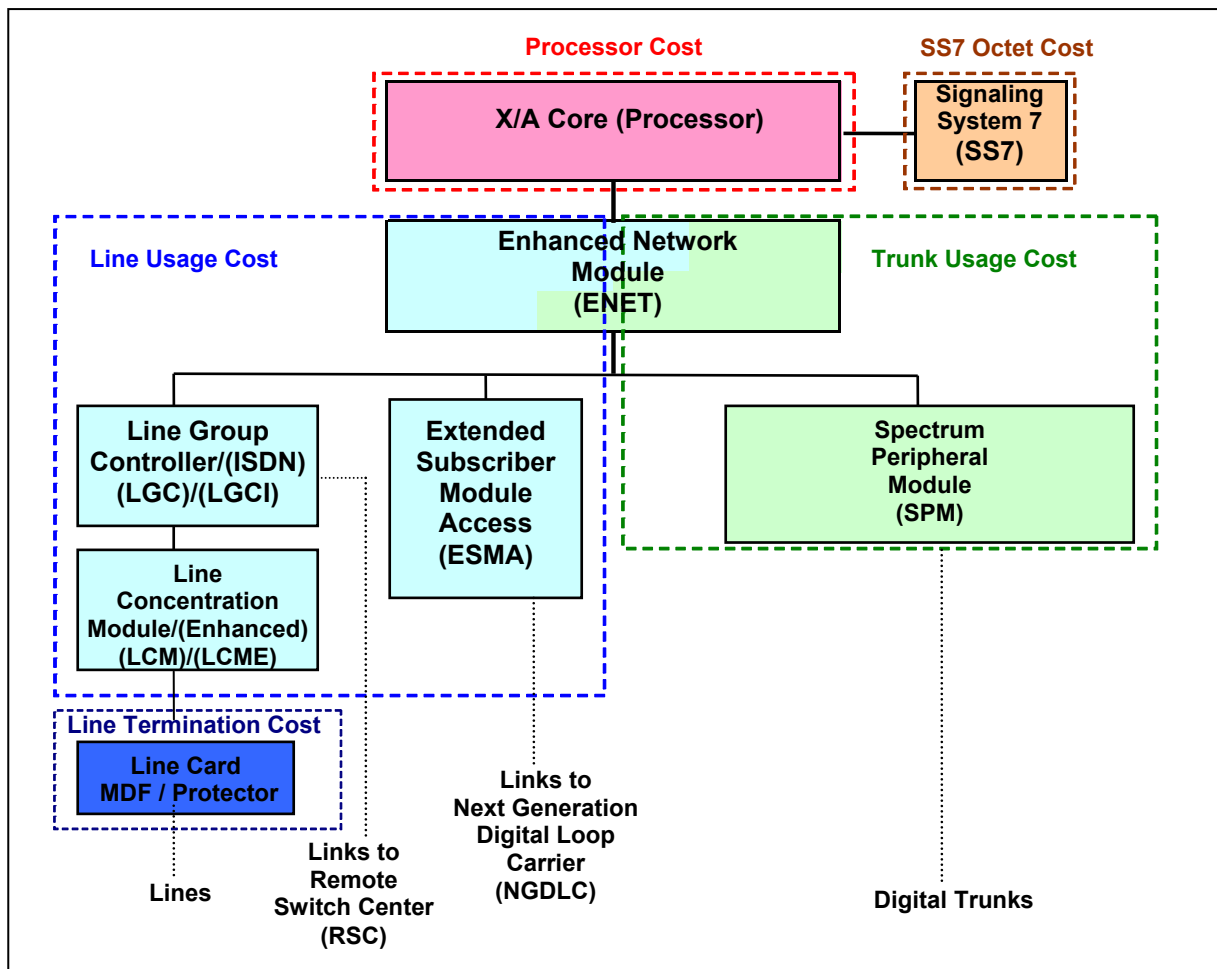 Processor Cost
SS7 Octet Cost
X/A Core (Processor)
Signaling
System 7
(SS7)
Line Usage Cost
Enhanced Network
Module
(ENET)
Trunk Usage Cost
Line Group
Controller/(ISDN)
(LGC)/(LGCI)
Extended
Subscriber
Module
Access
(ESMA)
Spectrum
Peripheral
Module
(SPM)
Line
Concentration
Module/(Enhanced)
(LCM)/(LCME)
Line Termination Cost
Line Card
MDF / Protector
Lines
Links to
Remote
Switch Center
(RSC)
Links to
Next Generation
Digital Loop
Carrier
(NGDLC)
Digital Trunks